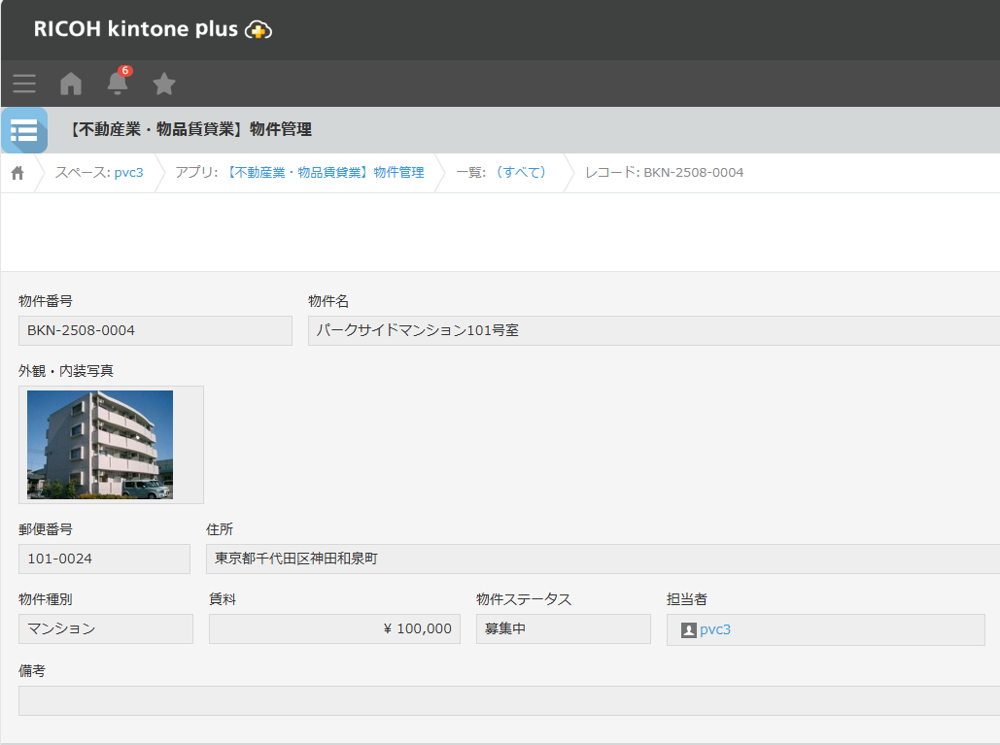 RICOH kintone plus
6
【不動産業・物品賃貸業】物件管理
スペース: pvc3 アプリ: 【不動産業・物品賃貸業】物件管理 一覧: （すべて） レコード: BKN-2508-0004
物件番号 物件名
BKN-2508-0004 パークサイドマンション101号室
外観・内装写真
郵便番号 住所
101-0024 東京都千代田区神田和泉町
物件種別 賃料 物件ステータス 担当者
マンション ¥ 100,000 募集中 pvc3
備考